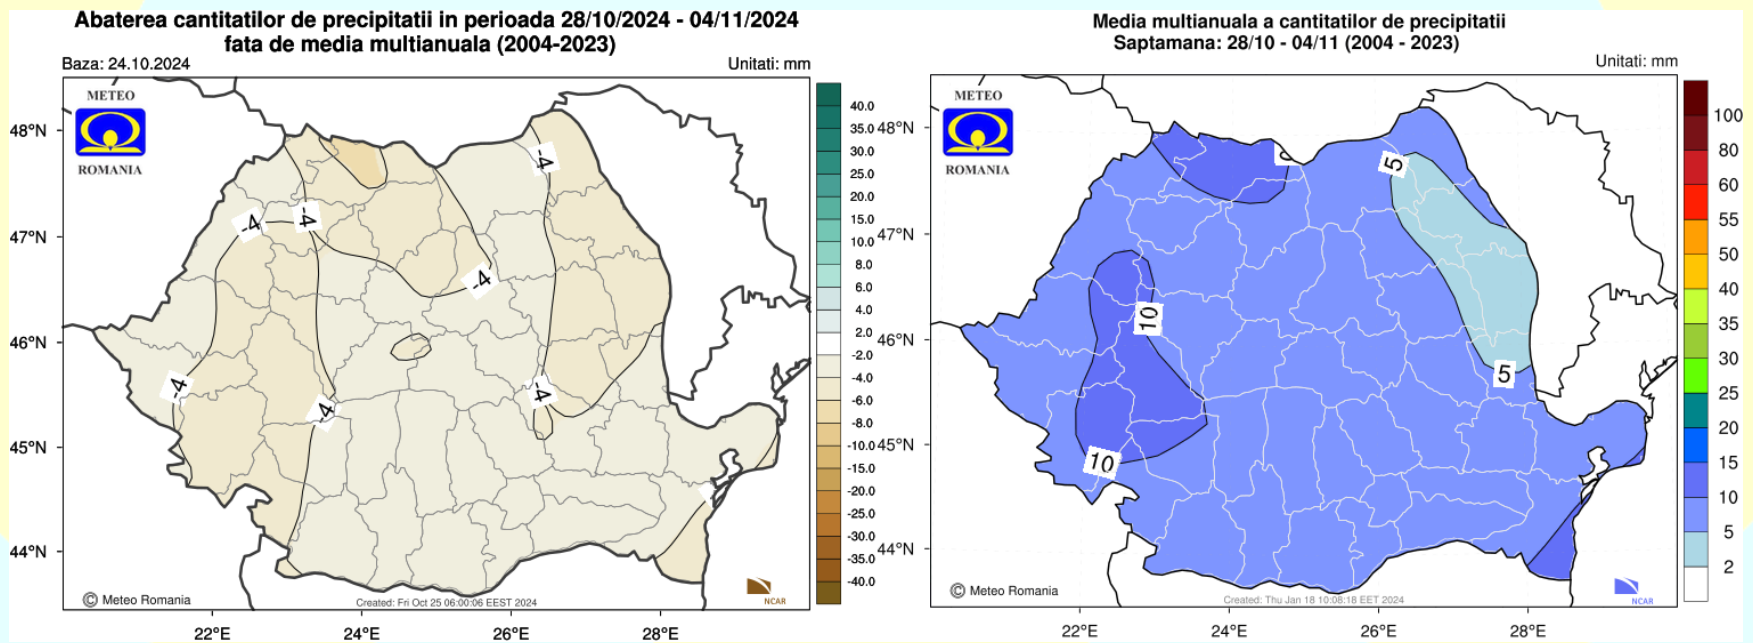 Abaterea cantitatilor de precipitatii in perioada 28/10/2024 - 04/11/2024
fata de media multianuala (2004-2023)
Baza: 24.10.2024
Unitati: mm
METEO
ROMANIA
48°N
47°N
46°N
45°N
44°N
22°E
24°E
26°E
28°E
-4
-4
-4
-4
-4
-4
-4
40.0
35.0
30.0
25.0
20.0
15.0
10.0
8.0
6.0
4.0
2.0
-2.0
-4.0
-6.0
-8.0
-10.0
-15.0
-20.0
-25.0
-30.0
-35.0
-40.0
© Meteo Romania
Created: Fri Oct 25 06:00:06 EEST 2024
NCAR
Media multianuala a cantitatilor de precipitatii
Saptamana: 28/10 - 04/11 (2004 - 2023)
Unitati: mm
METEO
ROMANIA
48°N
47°N
46°N
45°N
44°N
22°E
24°E
26°E
28°E
5
10
5
10
100
80
60
55
50
40
35
30
25
20
15
10
5
2
© Meteo Romania
Created: Thu Jan 18 10:08:18 EET 2024
NCAR